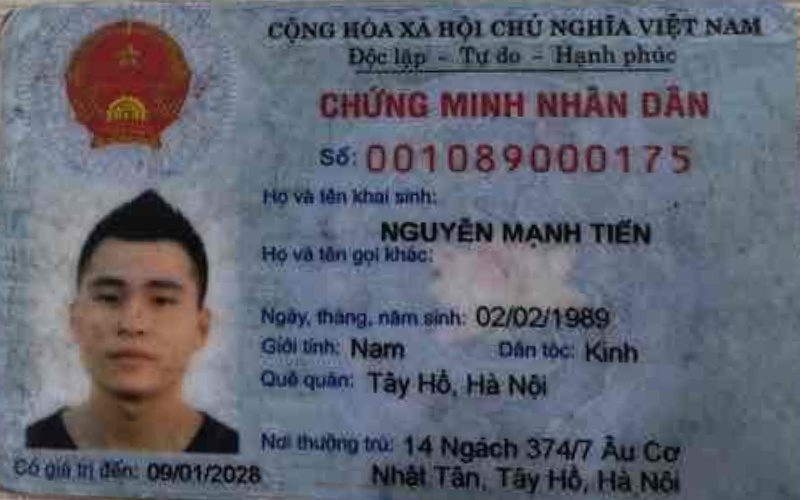 CỘNG HÒA XÃ HỘI CHỦ NGHĨA VIỆT NAM
Độc lập - Tự do - Hạnh phúc
CHỨNG MINH NHÂN DÂN
Số: 001089000175
Họ và tên khai sinh:
NGUYỄN MẠNH TIẾN
Họ và tên gọi khác:
Ngày, tháng, năm sinh: 02/02/1989
Giới tính: Nam Dân tộc: Kinh
Quê quán: Tây Hồ, Hà Nội
Nơi thường trú: 14 Ngách 374/7 Âu Cơ
Nhật Tân, Tây Hồ, Hà Nội
Có giá trị đến: 09/01/2028